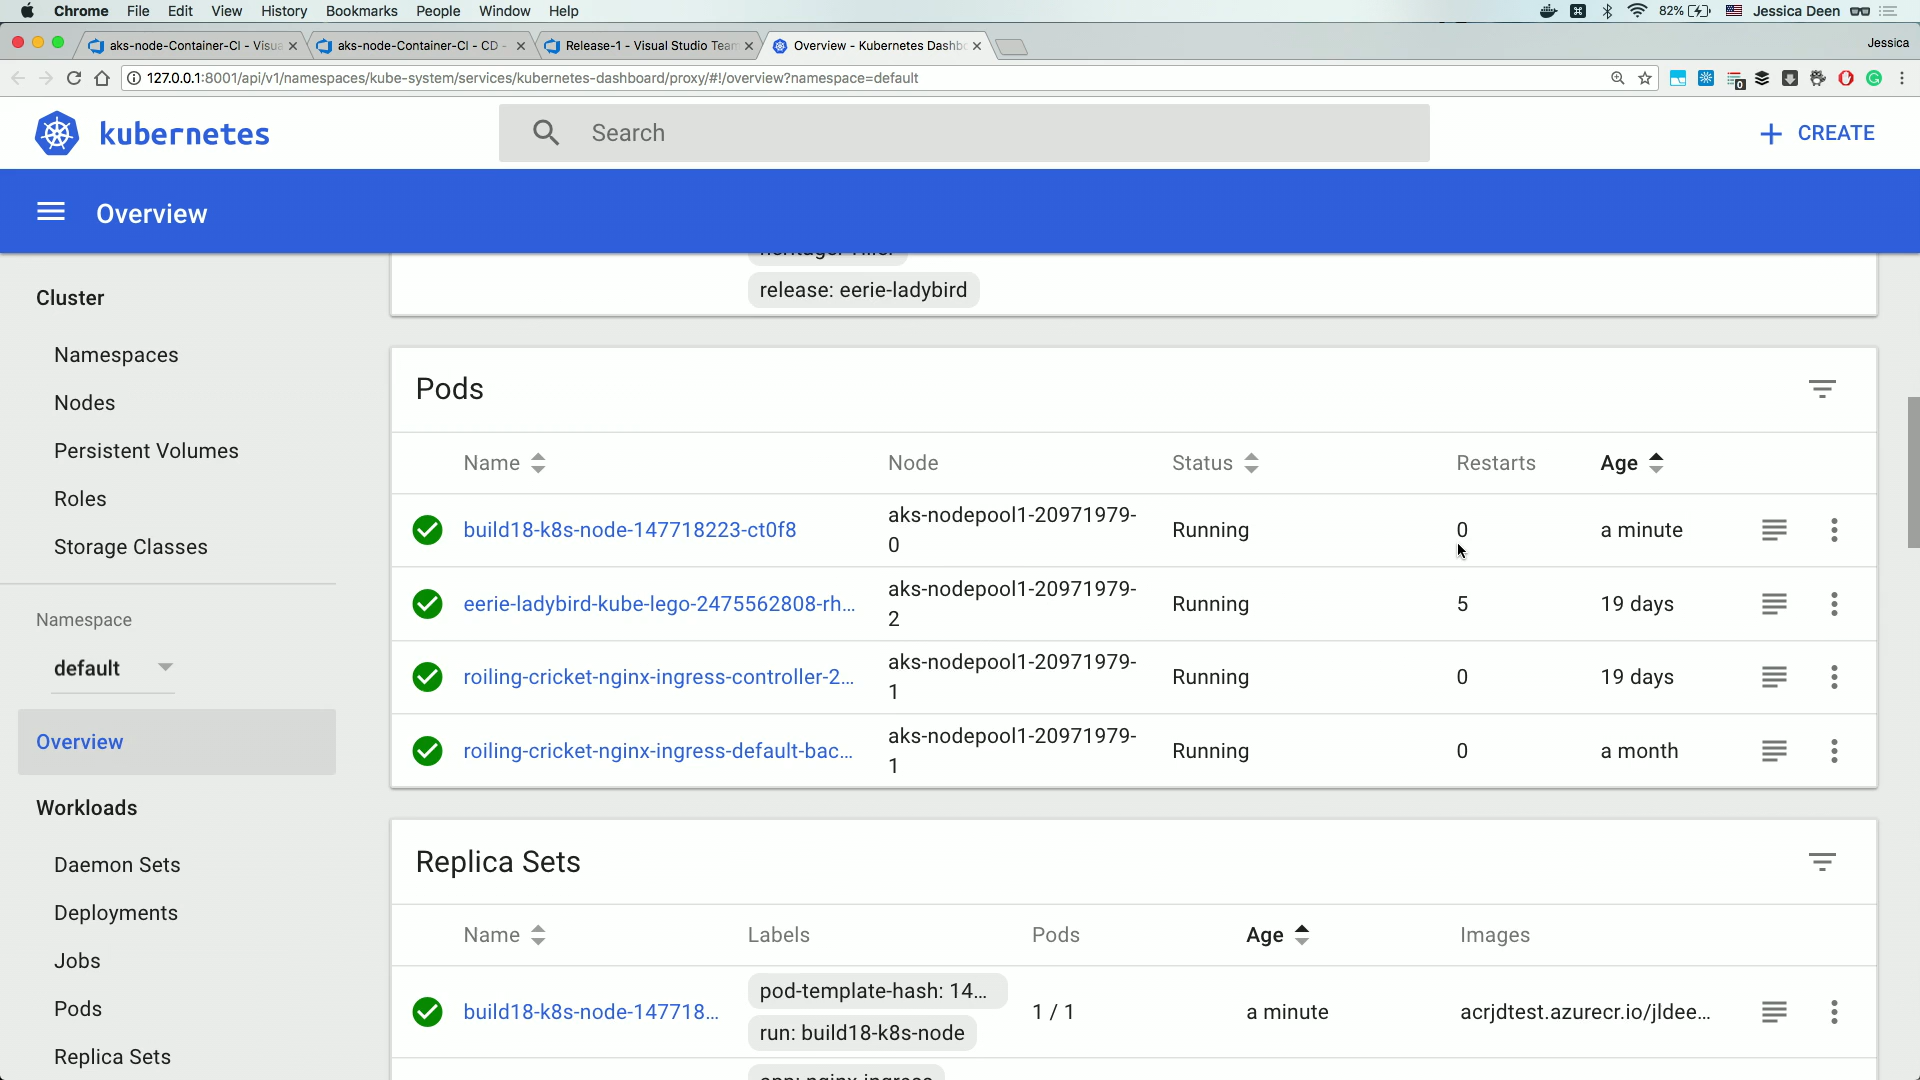 Chrome File Edit View History Bookmarks People Window Help 82% Jessica Deen
aks-node-Container-CI - Visua aks-node-Container-CI - CD - Release-1 - Visual Studio Team Overview - Kubernetes Dashb Jessica
127.0.0.1:8001/api/v1/namespaces/kube-system/services/kubernetes-dashboard/proxy/#!/overview?namespace=default
kubernetes Search + CREATE
Overview
release: eerie-ladybird
Cluster
Namespaces
Nodes
Persistent Volumes
Roles
Storage Classes
Namespace
default
Overview
Workloads
Daemon Sets
Deployments
Jobs
Pods
Replica Sets
Pods
Name Node Status Restarts Age
build18-k8s-node-147718223-ct0f8 aks-nodepool1-20971979-0 Running 0 a minute
eerie-ladybird-kube-lego-2475562808-rh... aks-nodepool1-20971979-2 Running 5 19 days
roiling-cricket-nginx-ingress-controller-2... aks-nodepool1-20971979-1 Running 0 19 days
roiling-cricket-nginx-ingress-default-bac... aks-nodepool1-20971979-1 Running 0 a month
Replica Sets
Name Labels Pods Age Images
pod-template-hash: 14...
build18-k8s-node-147718... 1 / 1 a minute acrjdtest.azurecr.io/jldee...
run: build18-k8s-node